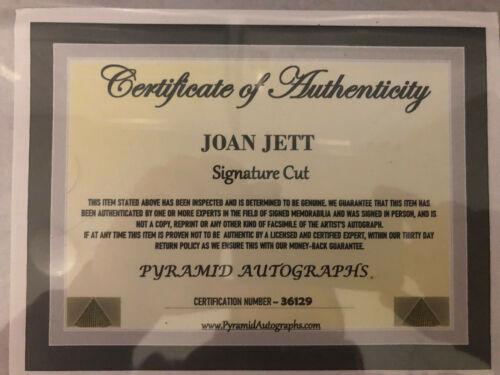 Certificate of Authenticity
JOAN JETT
Signature Cut
THIS ITEM STATED ABOVE HAS BEEN INSPECTED AND IS DETERMINED TO BE GENUINE. WE GUARANTEE THAT THIS ITEM HAS
BEEN AUTHENTICATED BY ONE OR MORE EXPERTS IN THE FIELD OF SIGNED MEMORABILIA AND WAS SIGNED IN PERSON, AND IS
NOT A COPY, REPRINT OR ANY OTHER KIND OF FACSIMILE OF THE ARTIST'S AUTOGRAPH.
IF AT ANY TIME THIS ITEM IS PROVEN NOT TO BE AUTHENTIC BY A LICENSED AND CERTIFIED EXPERT, WITHIN OUR THIRTY DAY
RETURN POLICY AS WE ENSURE THIS WITH OUR MONEY-BACK GUARANTEE.
PYRAMID AUTOGRAPHS.
CERTIFICATION NUMBER - 36129
www.PyramidAutographs.com